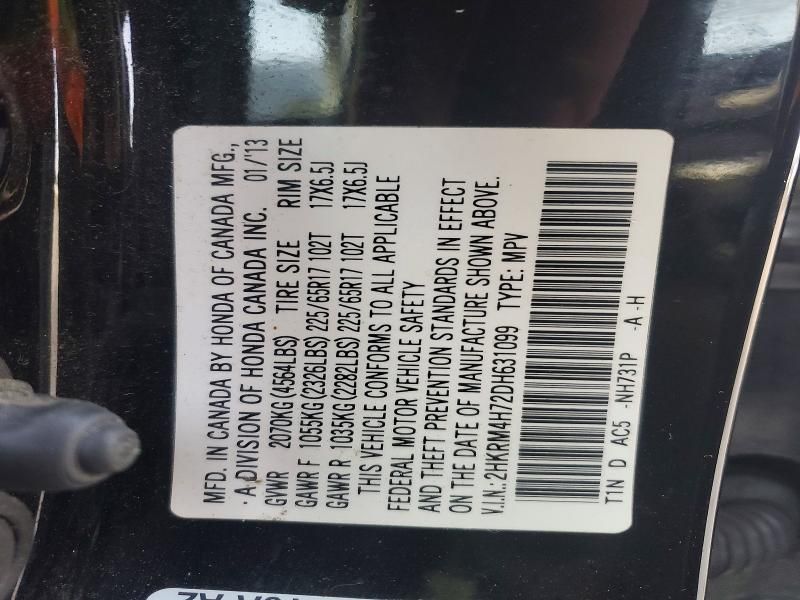 MFD. IN CANADA BY HONDA OF CANADA MFG.,
· A DIVISION OF HONDA CANADA INC. 01/'13
GVWR 2070KG (4564LBS) TIRE SIZE RIM SIZE
GAWR F 1055KG (2326LBS) 225/65R17 102T 17X6.5J
GAWR R 1035KG (2282LBS) 225/65R17 102T 17X6.5J
THIS VEHICLE CONFORMS TO ALL APPLICABLE
FEDERAL MOTOR VEHICLE SAFETY
AND THEFT PREVENTION STANDARDS IN EFFECT
ON THE DATE OF MANUFACTURE SHOWN ABOVE.
V.I.N.:2HKRM4H72DH631099 TYPE: MPV
T1N D AC5 -NH731P -A -H